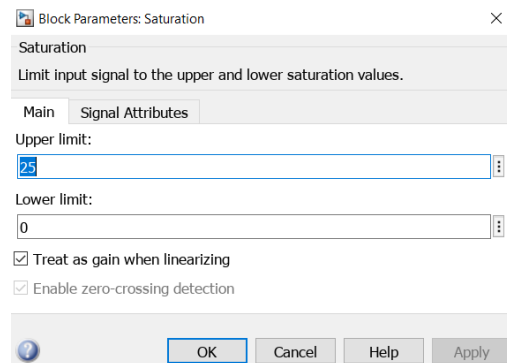 Block Parameters: Saturation
Saturation
Limit input signal to the upper and lower saturation values.
Main Signal Attributes
Upper limit:
25
Lower limit:
0
Treat as gain when linearizing
Enable zero-crossing detection
OK Cancel Help Apply